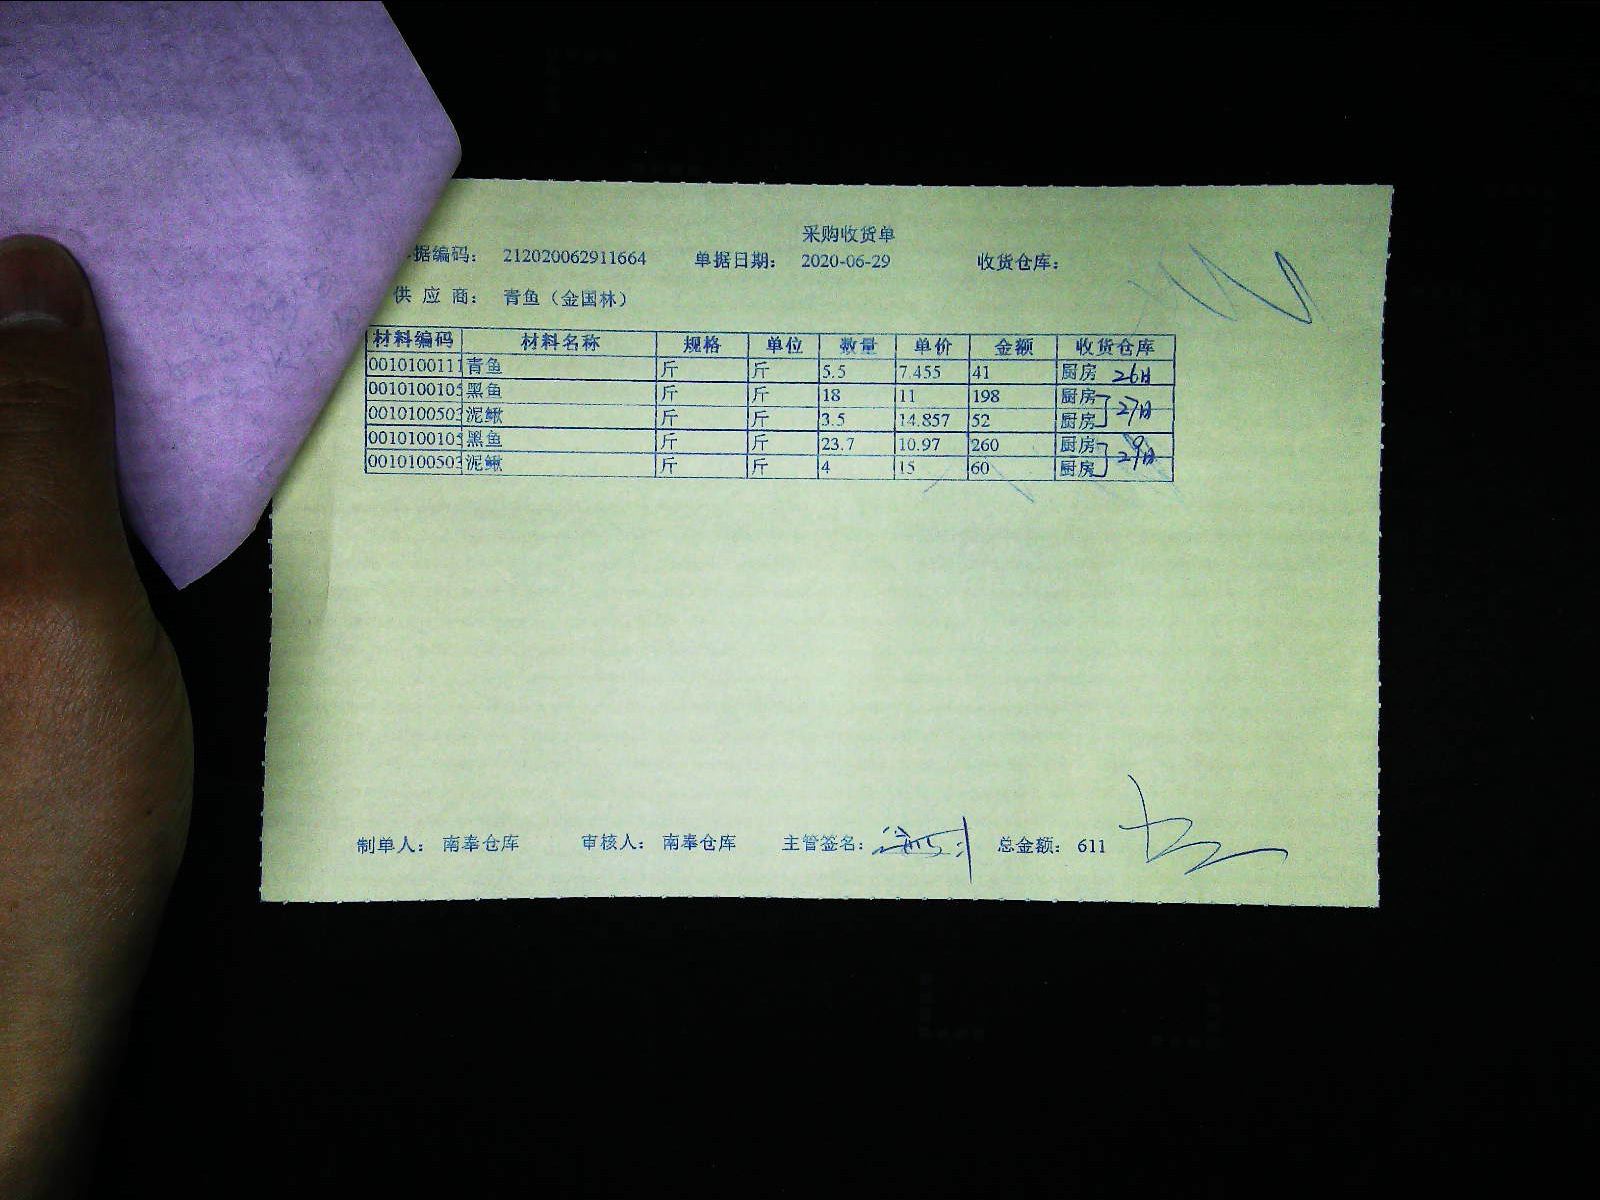 采购收货单
据编码： 212020062911664 单据日期： 2020-06-29 收货仓库：
供 应 商： 青鱼（金国林）
材料编码 材料名称 规格 单位 数量 单价 金额 收货仓库
0010100111 青鱼 斤 斤 5.5 7.455 41 厨房 26日
001010010 黑鱼 斤 斤 18 11 198 厨房 27日
001010050 泥鳅 斤 斤 3.5 14.857 52 厨房
001010010 黑鱼 斤 斤 23.7 10.97 260 厨房 29日
001010050 泥鳅 斤 斤 4 15 60 厨房
制单人： 南奉仓库 审核人： 南奉仓库 主管签名： 总金额： 611